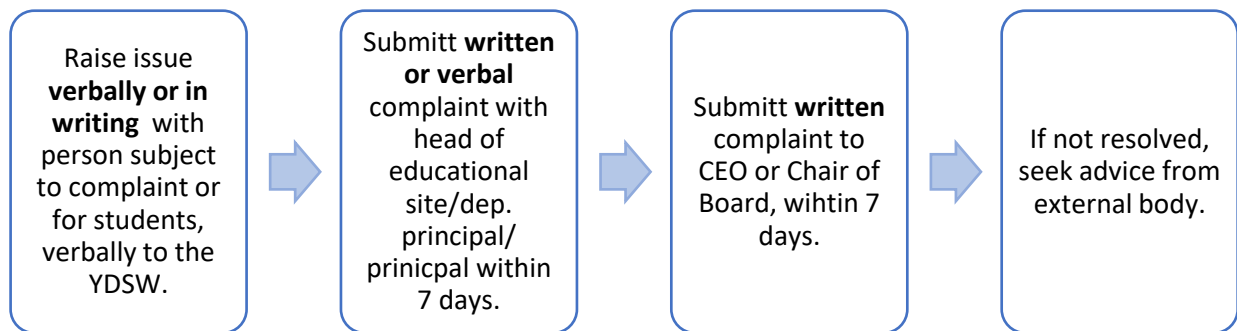 Raise issue
verbally or in
writing with
person subject
to complaint or
for students,
verbally to the
YDSW.
Submitt written
or verbal
complaint with
head of
educational
site/dep.
principal/
prinicpal within
7 days.
Submitt written
complaint to
CEO or Chair of
Board, wihtin 7
days.
If not resolved,
seek advice from
external body.